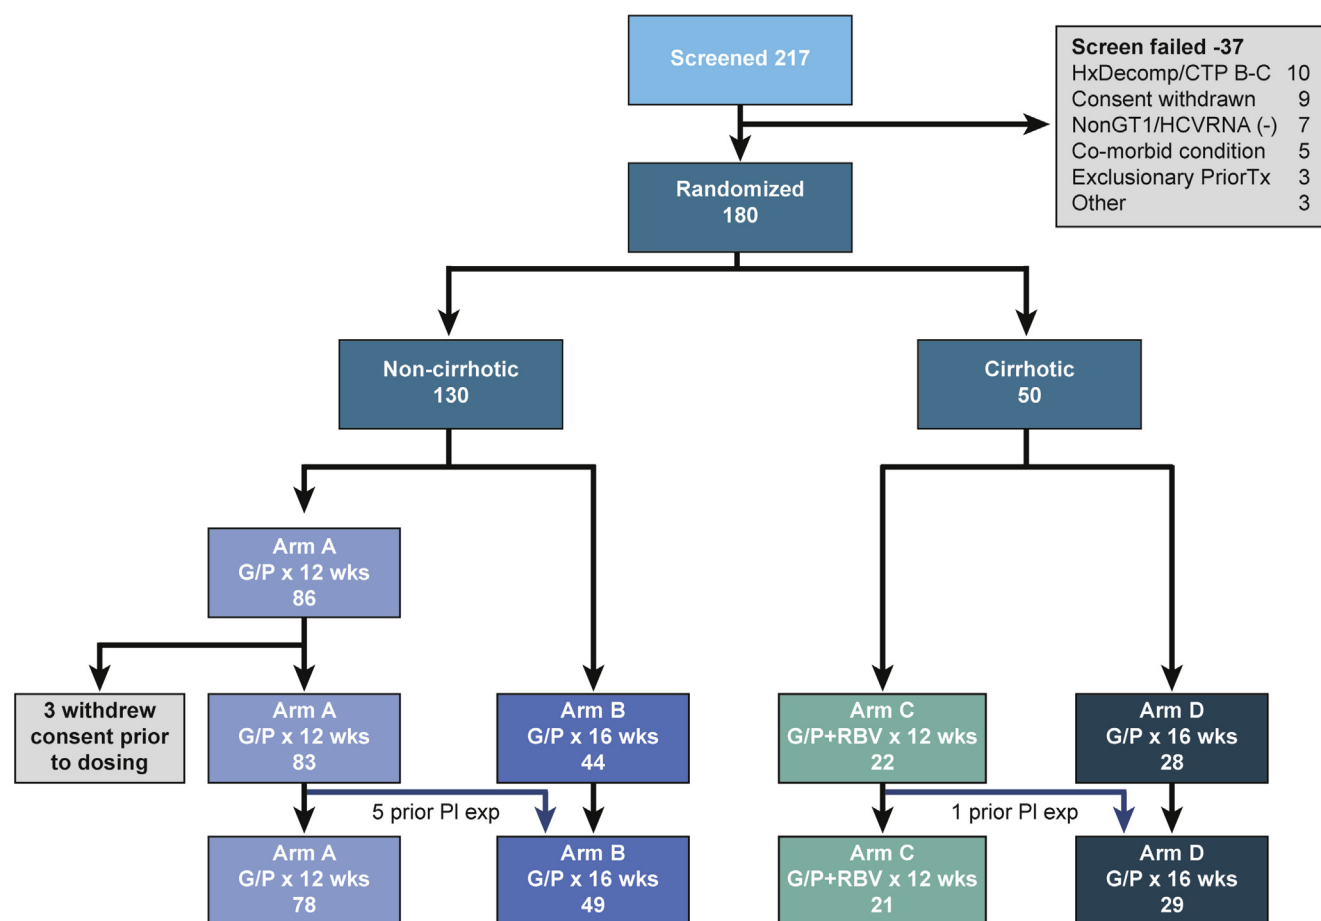 Screened 217
Screen failed -37
HxDecomp/CTP B-C 10
Consent withdrawn 9
NonGT1/HCVRNA (-) 7
Co-morbid condition 5
Exclusionary PriorTx 3
Other 3
Randomized
180
Non-cirrhotic
130
Cirrhotic
50
Arm A
G/P x 12 wks
86
3 withdrew
consent prior
to dosing
Arm A
G/P x 12 wks
83
Arm B
G/P x 16 wks
44
Arm C
G/P+RBV x 12 wks
22
Arm D
G/P x 16 wks
28
5 prior PI exp
1 prior PI exp
Arm A
G/P x 12 wks
78
Arm B
G/P x 16 wks
49
Arm C
G/P+RBV x 12 wks
21
Arm D
G/P x 16 wks
29